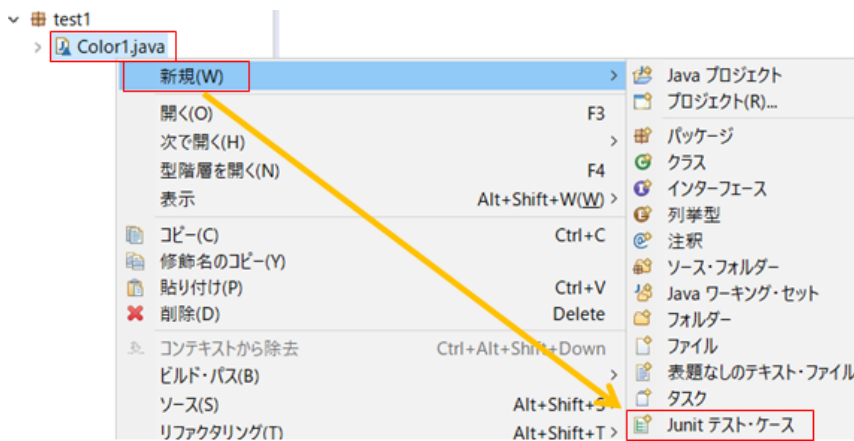 test1
Color1.java
新規(W)
開く(O) F3
次で開く(H)
型階層を開く(N) F4
表示 Alt+Shift+W(W)
コピー(C) Ctrl+C
修飾名のコピー(Y)
貼り付け(P) Ctrl+V
削除(D) Delete
コンテキストから除去 Ctrl+Alt+Shift+Down
ビルド・パス(B)
ソース(S) Alt+Shift+S
リファクタリング(T) Alt+Shift+T
Java プロジェクト
プロジェクト(R)...
パッケージ
クラス
インターフェース
列挙型
注釈
ソース・フォルダー
Java ワーキング・セット
フォルダー
ファイル
表題なしのテキスト・ファイル
タスク
Junit テスト・ケース